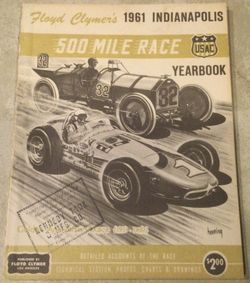 Floyd Clymer's 1961 INDIANAPOLIS
500 MILE RACE
USAC
YEARBOOK
32
32
DETAILED ACCOUNTS OF THE RACE
TECHNICAL SECTION PHOTOS CHARTS & DRAWINGS
PUBLISHED BY
FLOYD CLYMER
LOS ANGELES
$2.00